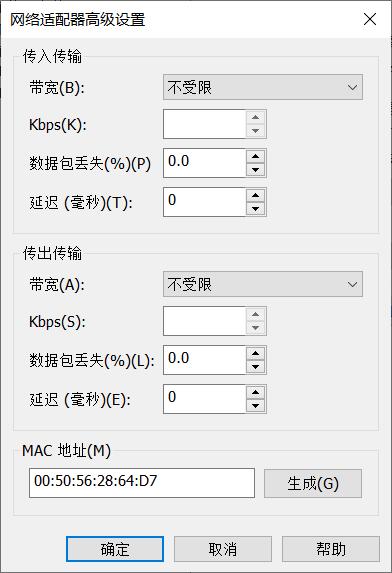 网络适配器高级设置
传入传输
带宽(B): 不受限
Kbps(K):
数据包丢失(%)(P) 0.0
延迟 (毫秒)(T): 0
传出传输
带宽(A): 不受限
Kbps(S):
数据包丢失(%)(L): 0.0
延迟 (毫秒)(E): 0
MAC 地址(M)
00:50:56:28:64:D7 生成(G)
确定 取消 帮助